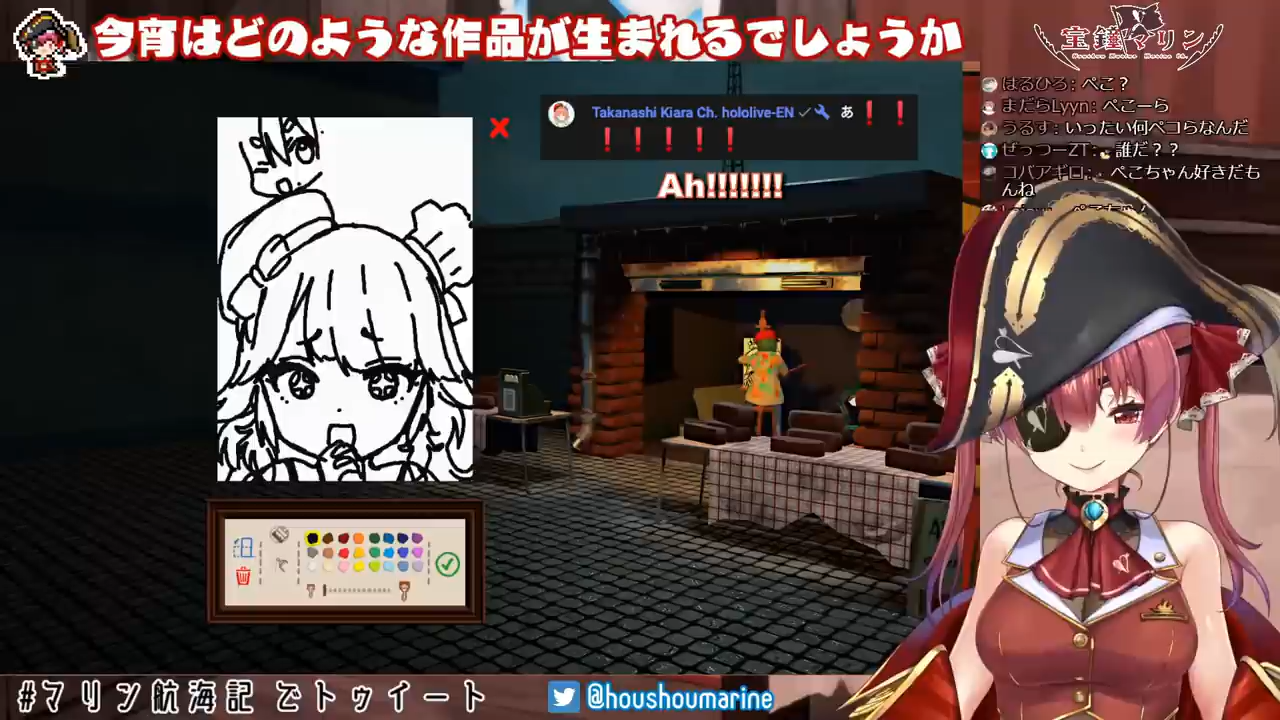 今宵はどのような作品が生まれるでしょうか
宝鐘マリン
Takanashi Kiara Ch. hololive-EN あ❗❗
❗❗❗❗❗
Ah!!!!!!!
はるひろ: ぺこ？
まだらLyyn: ぺこーら
うるす: いったい何ペコらなんだ
ぜっつーZT: 誰だ？？
コバアギロ: ぺこちゃん好きだも
んね
#マリン航海記 でトゥイート
@houshoumarine